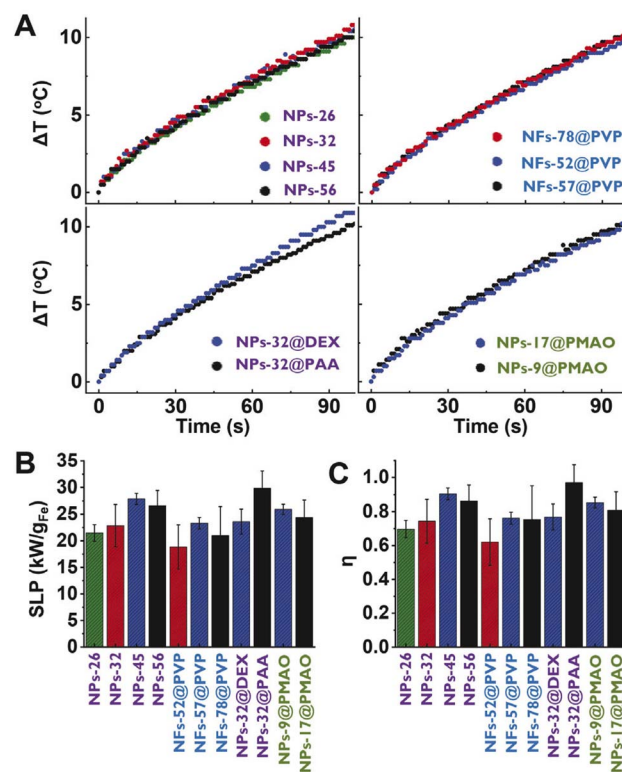 A
ΔT (°C)
10
5
0
NPs-26
NPs-32
NPs-45
NPs-56
NFs-78@PVP
NFs-52@PVP
NFs-57@PVP
ΔT (°C)
10
5
0
NPs-32@DEX
NPs-32@PAA
NPs-17@PMAO
NPs-9@PMAO
0 30 60 90 0 30 60 90
Time (s) Time (s)
B
SLP (kW/gFe)
35
30
25
20
15
10
5
0
NPs-26
NPs-32
NPs-45
NPs-56
NFs-52@PVP
NFs-57@PVP
NFs-78@PVP
NPs-32@DEX
NPs-32@PAA
NPs-9@PMAO
NPs-17@PMAO
C
η
1.0
0.8
0.6
0.4
0.2
0.0
NPs-26
NPs-32
NPs-45
NPs-56
NFs-52@PVP
NFs-57@PVP
NFs-78@PVP
NPs-32@DEX
NPs-32@PAA
NPs-9@PMAO
NPs-17@PMAO